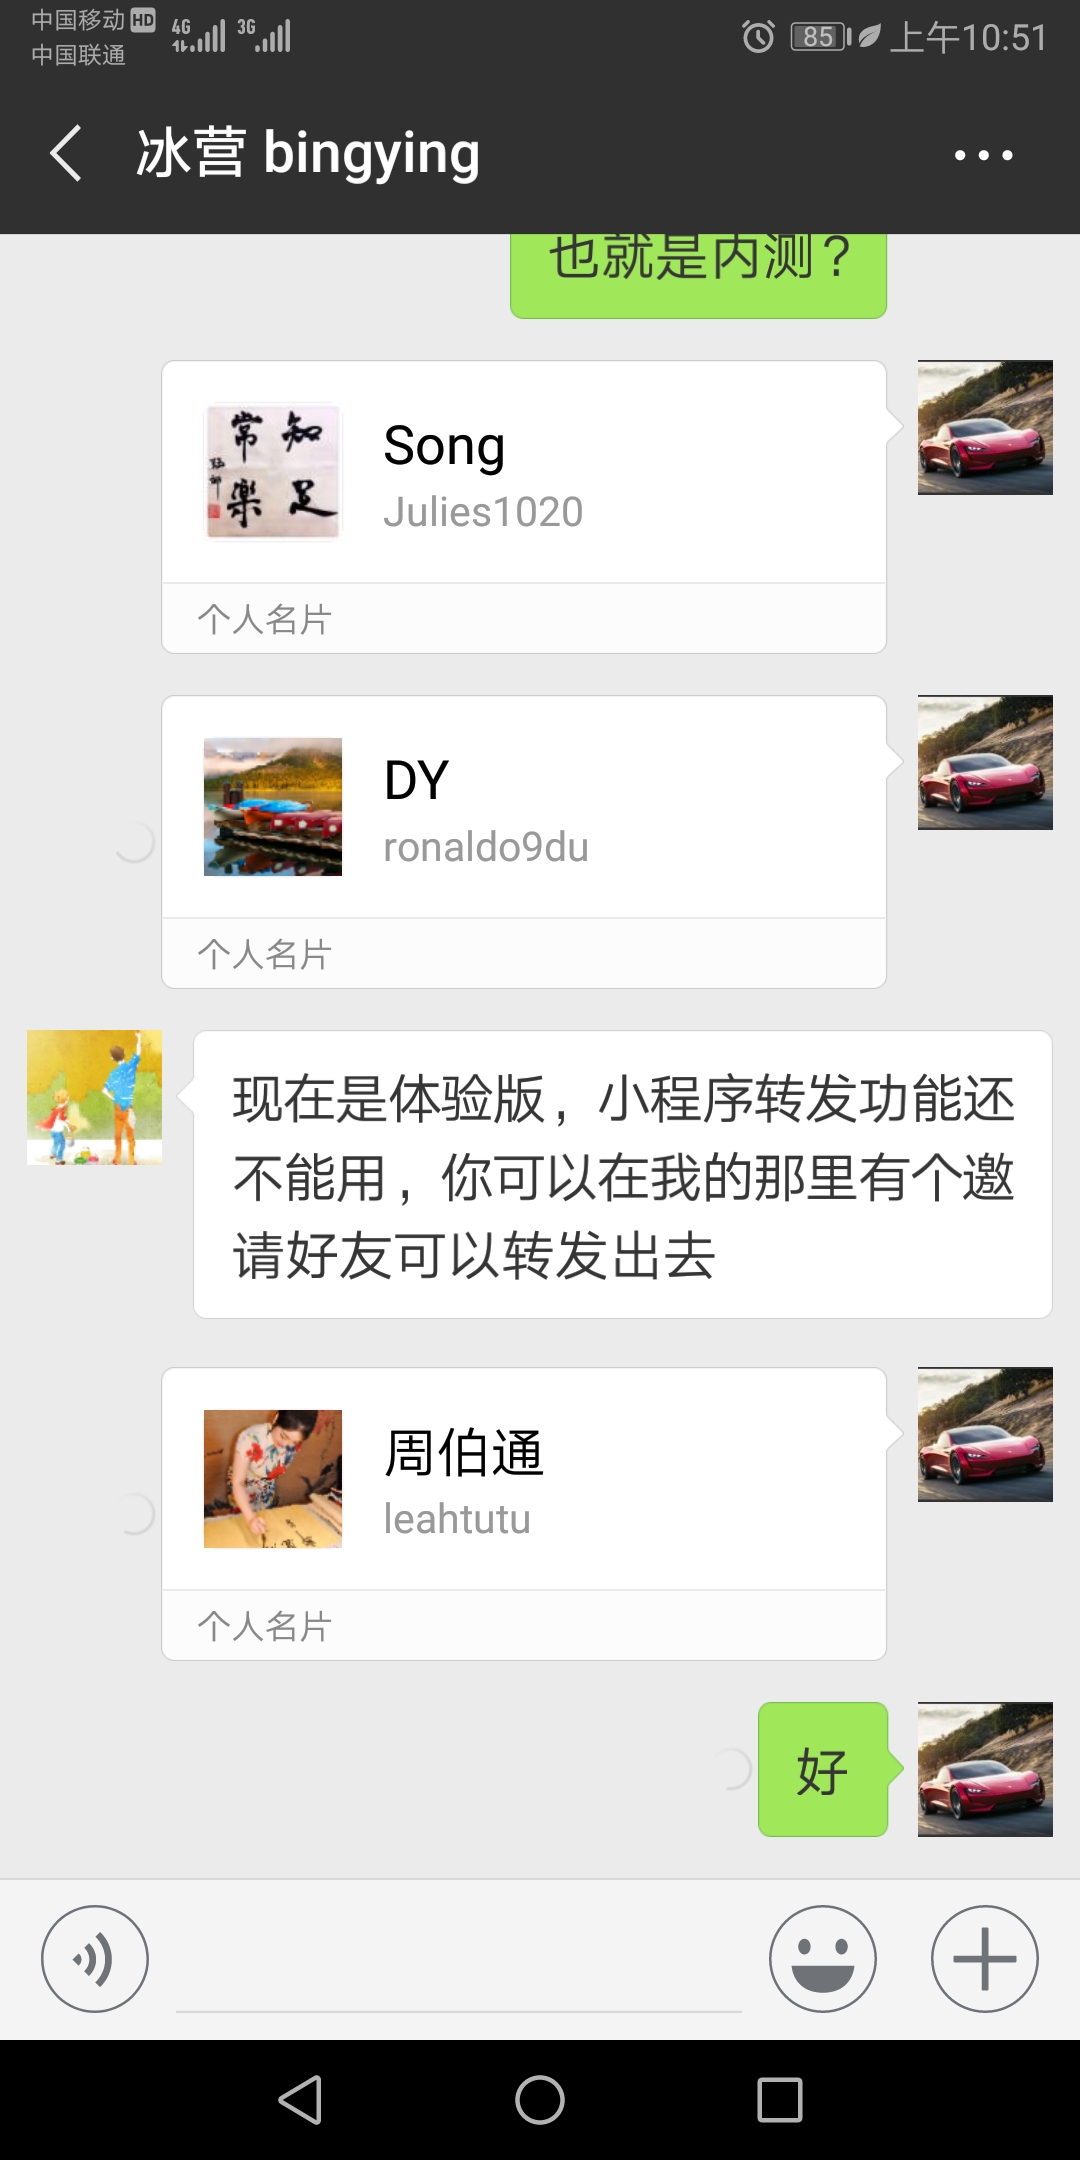 中国移动 HD 4G 3G 85 上午10:51
中国联通
冰营 bingying
也就是内测？
常 知
樂 足
Song
Julies1020
个人名片
DY
ronaldo9du
个人名片
现在是体验版，小程序转发功能还
不能用，你可以在我的那里有个邀
请好友可以转发出去
周伯通
leahtutu
个人名片
好